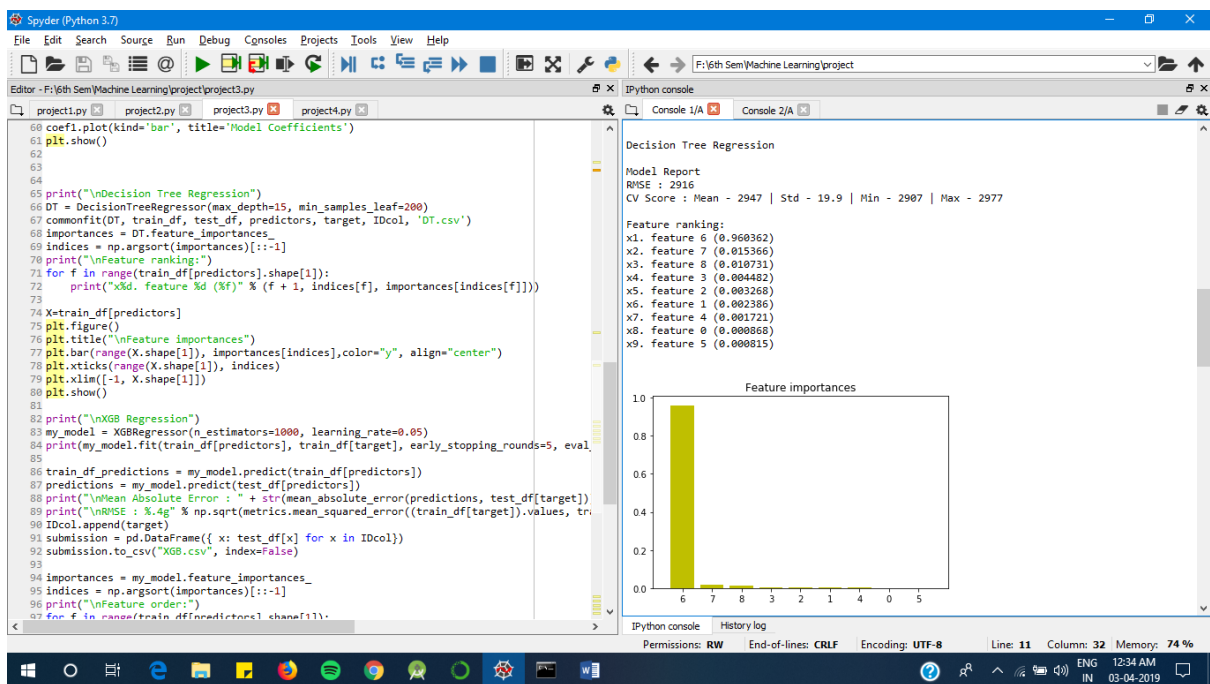 Spyder (Python 3.7)
File Edit Search Source Run Debug Consoles Projects Tools View Help
F:\6th Sem\Machine Learning\project
Editor - F:\6th Sem\Machine Learning\project\project3.py
project1.py project2.py project3.py project4.py
60 coef1.plot(kind='bar', title='Model Coefficients')
61 plt.show()
62
63
64
65 print("\nDecision Tree Regression")
66 DT = DecisionTreeRegressor(max_depth=15, min_samples_leaf=200)
67 commonfit(DT, train_df, test_df, predictors, target, IDcol, 'DT.csv')
68 importances = DT.feature_importances_
69 indices = np.argsort(importances)[::-1]
70 print("\nFeature ranking:")
71 for f in range(train_df[predictors].shape[1]):
72     print("x%d. feature %d (%f)" % (f + 1, indices[f], importances[indices[f]]))
73
74 X=train_df[predictors]
75 plt.figure()
76 plt.title("\nFeature importances")
77 plt.bar(range(X.shape[1]), importances[indices],color="y", align="center")
78 plt.xticks(range(X.shape[1]), indices)
79 plt.xlim([-1, X.shape[1]])
80 plt.show()
81
82 print("\nXGB Regression")
83 my_model = XGBRegressor(n_estimators=1000, learning_rate=0.05)
84 print(my_model.fit(train_df[predictors], train_df[target], early_stopping_rounds=5, eval_
85
86 train_df_predictions = my_model.predict(train_df[predictors])
87 predictions = my_model.predict(test_df[predictors])
88 print("\nMean Absolute Error : " + str(mean_absolute_error(predictions, test_df[target])
89 print("\nRMSE : %.4g" % np.sqrt(metrics.mean_squared_error((train_df[target]).values, tr
90 IDcol.append(target)
91 submission = pd.DataFrame({ x: test_df[x] for x in IDcol})
92 submission.to_csv("XGB.csv", index=False)
93
94 importances = my_model.feature_importances_
95 indices = np.argsort(importances)[::-1]
96 print("\nFeature order:")
97 for f in range(train_df[predictors].shape[1]):
IPython console
Console 1/A Console 2/A
Decision Tree Regression
Model Report
RMSE : 2916
CV Score : Mean - 2947 | Std - 19.9 | Min - 2907 | Max - 2977
Feature ranking:
x1. feature 6 (0.960362)
x2. feature 7 (0.015366)
x3. feature 8 (0.010731)
x4. feature 3 (0.004482)
x5. feature 2 (0.003268)
x6. feature 1 (0.002386)
x7. feature 4 (0.001721)
x8. feature 0 (0.000868)
x9. feature 5 (0.000815)
Feature importances
1.0
0.8
0.6
0.4
0.2
0.0
6 7 8 3 2 1 4 0 5
IPython console History log
Permissions: RW End-of-lines: CRLF Encoding: UTF-8 Line: 11 Column: 32 Memory: 74 %
ENG 12:34 AM
IN 03-04-2019